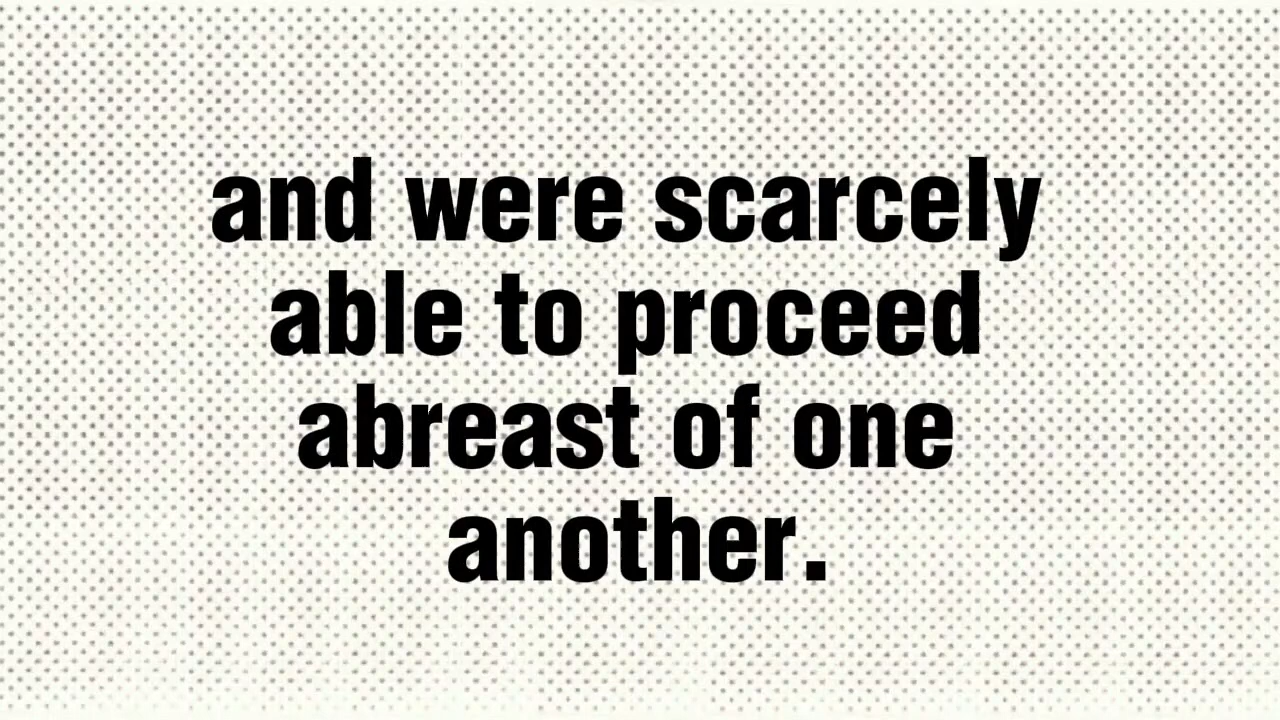 and were scarcely
able to proceed
abreast of one
another.